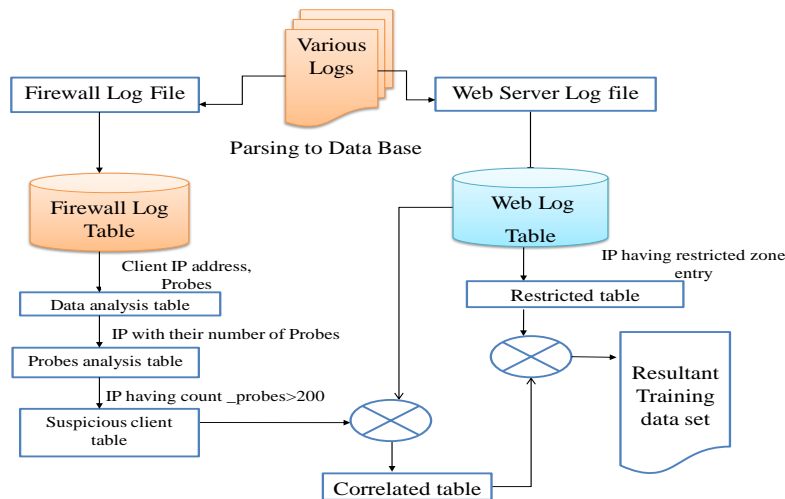 Various
Logs
Firewall Log File
Web Server Log file
Parsing to Data Base
Firewall Log
Table
Web Log
Table
Client IP address,
Probes
IP having restricted zone
entry
Data analysis table
Restricted table
IP with their number of Probes
Probes analysis table
IP having count _probes>200
Suspicious client
table
Resultant
Training
data set
Correlated table